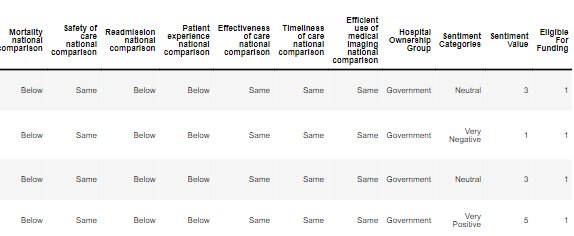 Mortality national comparison Safety of care national comparison Readmission national comparison Patient experience national comparison Effectiveness of care national comparison Timeliness of care national comparison Efficient use of medical imaging national comparison Hospital Ownership Group Sentiment Categories Sentiment Value Eligible For Funding
Below Same Below Below Same Same Same Government Neutral 3 1
Below Same Below Below Same Same Same Government Very Negative 1 1
Below Same Below Below Same Same Same Government Neutral 3 1
Below Same Below Below Same Same Same Government Very Positive 5 1